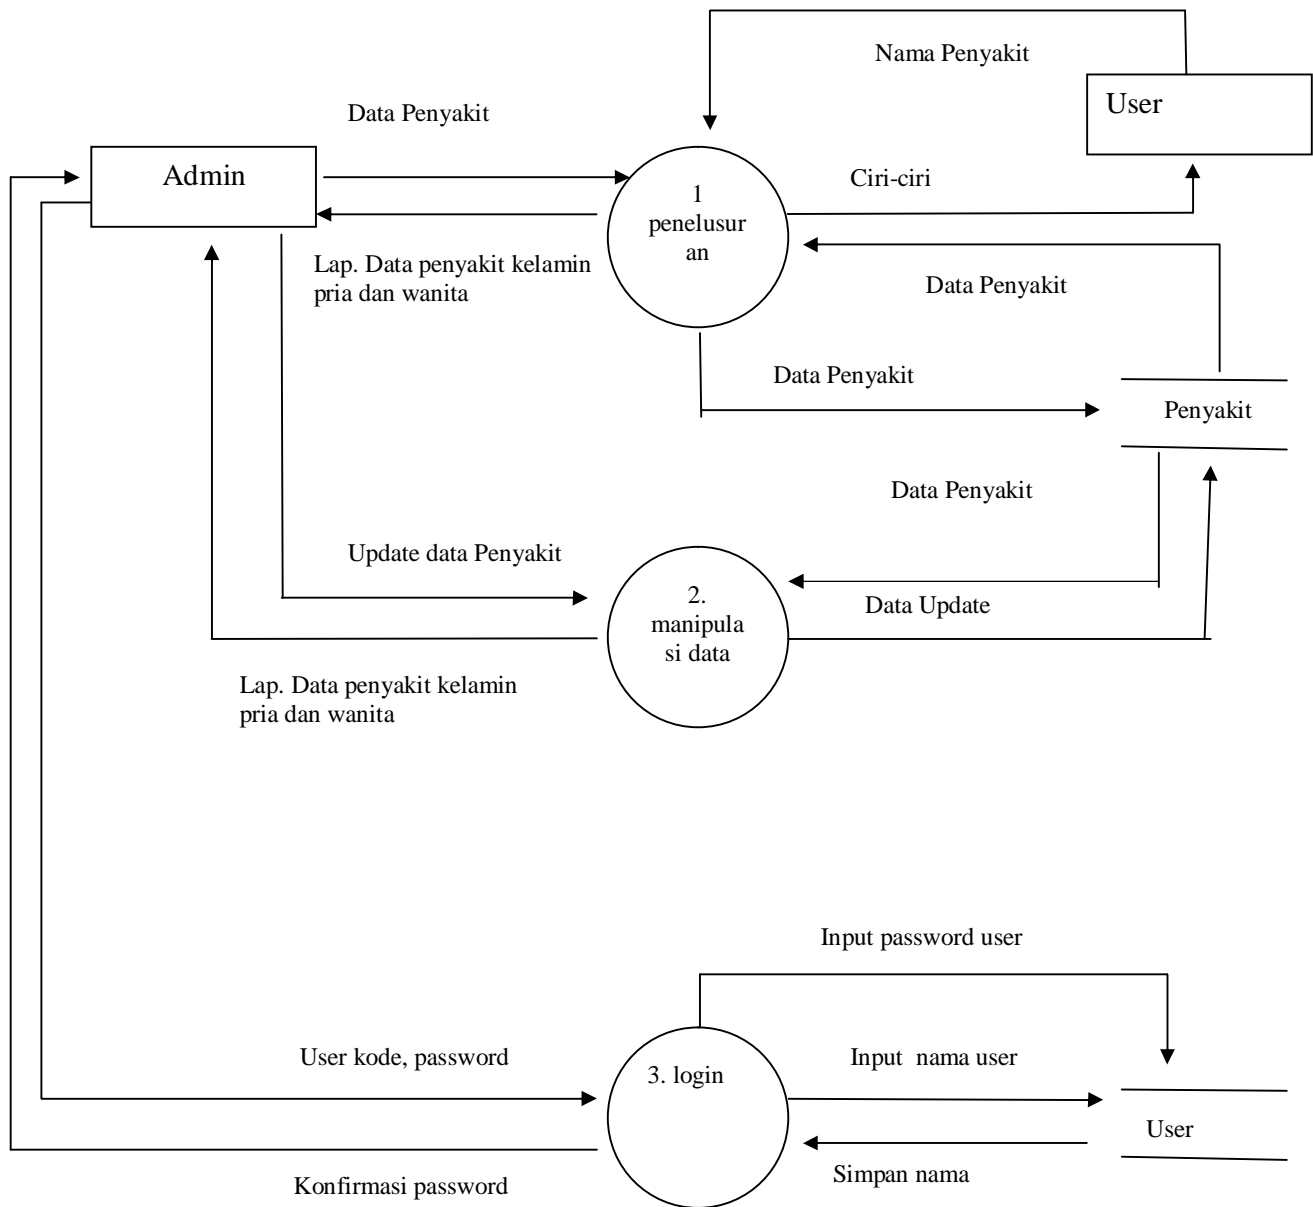 Nama Penyakit
User
Data Penyakit
Admin
Ciri-ciri
1
penelusur
an
Lap. Data penyakit kelamin
pria dan wanita
Data Penyakit
Data Penyakit
Penyakit
Data Penyakit
Update data Penyakit
2.
manipula
si data
Data Update
Lap. Data penyakit kelamin
pria dan wanita
Input password user
User kode, password
3. login
Input  nama user
User
Simpan nama
Konfirmasi password